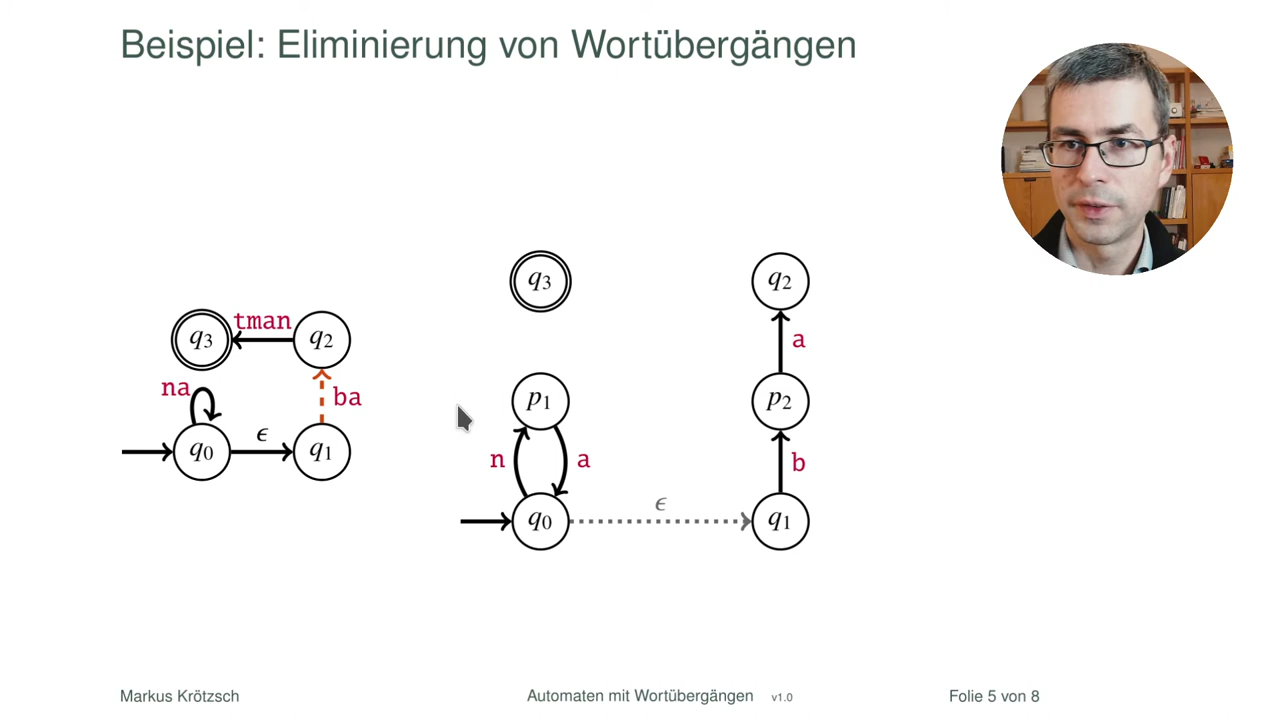 Beispiel: Eliminierung von Wortübergängen
q3
tman
q2
na
ba
q0
ϵ
q1
q3
q2
a
p1
p2
n
a
b
q0
ϵ
q1
Markus Krötzsch
Automaten mit Wortübergängen v1.0
Folie 5 von 8